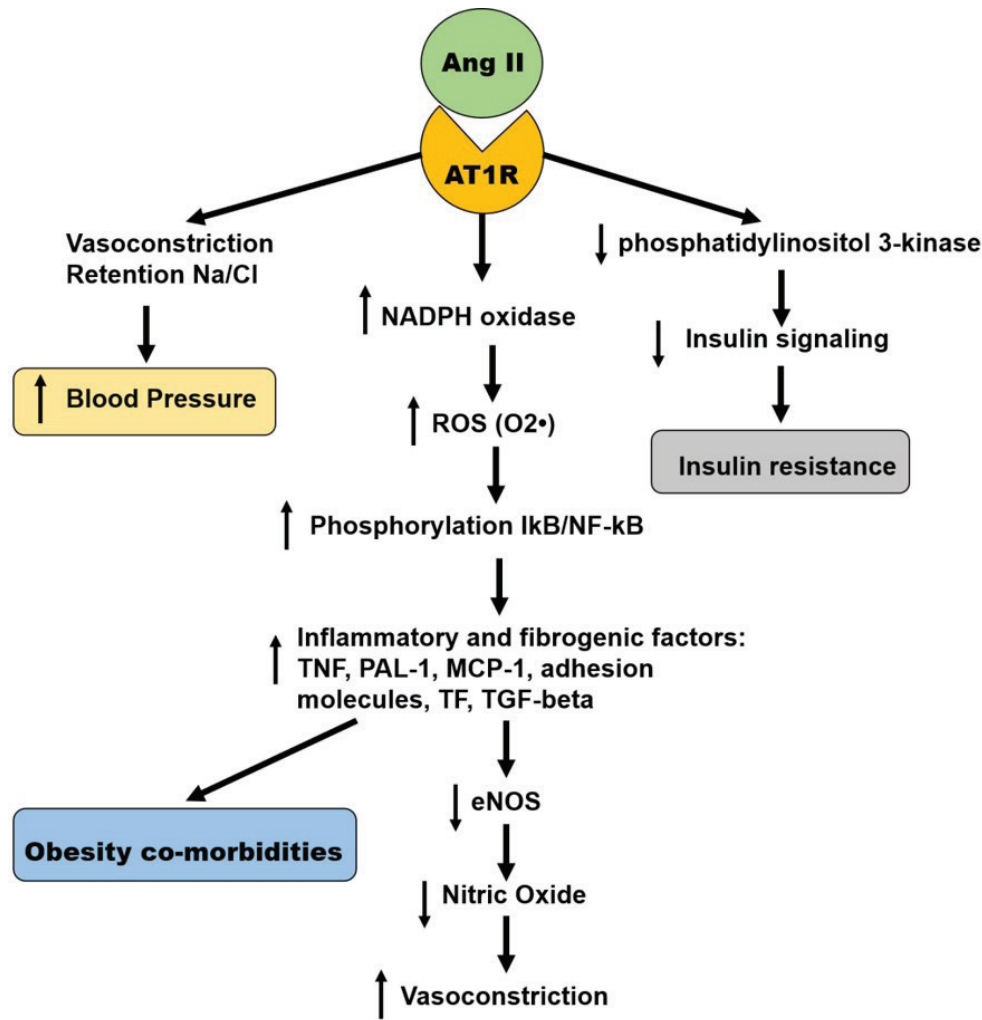 Ang II
AT1R
Vasoconstriction
Retention Na/Cl
↑ Blood Pressure
↑ NADPH oxidase
↑ ROS (O2•)
↑ Phosphorylation IkB/NF-kB
↑ Inflammatory and fibrogenic factors:
TNF, PAL-1, MCP-1, adhesion
molecules, TF, TGF-beta
Obesity co-morbidities
↓ eNOS
↓ Nitric Oxide
↑ Vasoconstriction
↓ phosphatidylinositol 3-kinase
↓ Insulin signaling
Insulin resistance